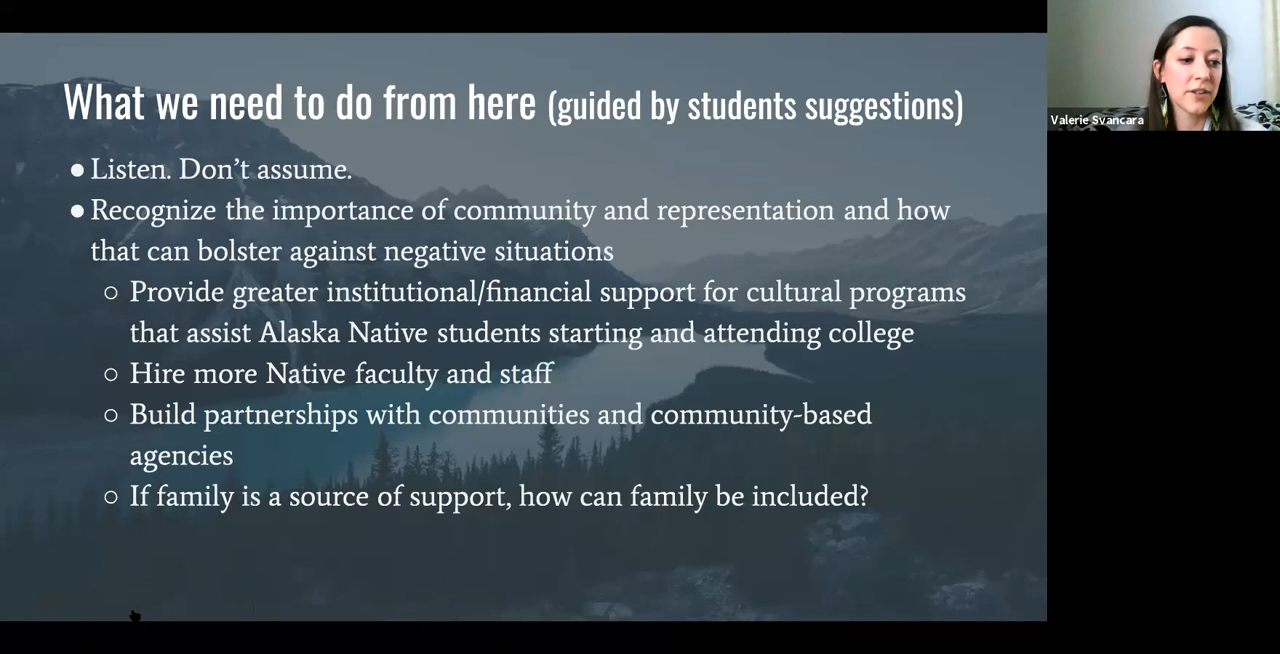 What we need to do from here (guided by students suggestions)
● Listen. Don’t assume.
● Recognize the importance of community and representation and how
that can bolster against negative situations
○ Provide greater institutional/financial support for cultural programs
that assist Alaska Native students starting and attending college
○ Hire more Native faculty and staff
○ Build partnerships with communities and community-based
agencies
○ If family is a source of support, how can family be included?
Valerie Svancara